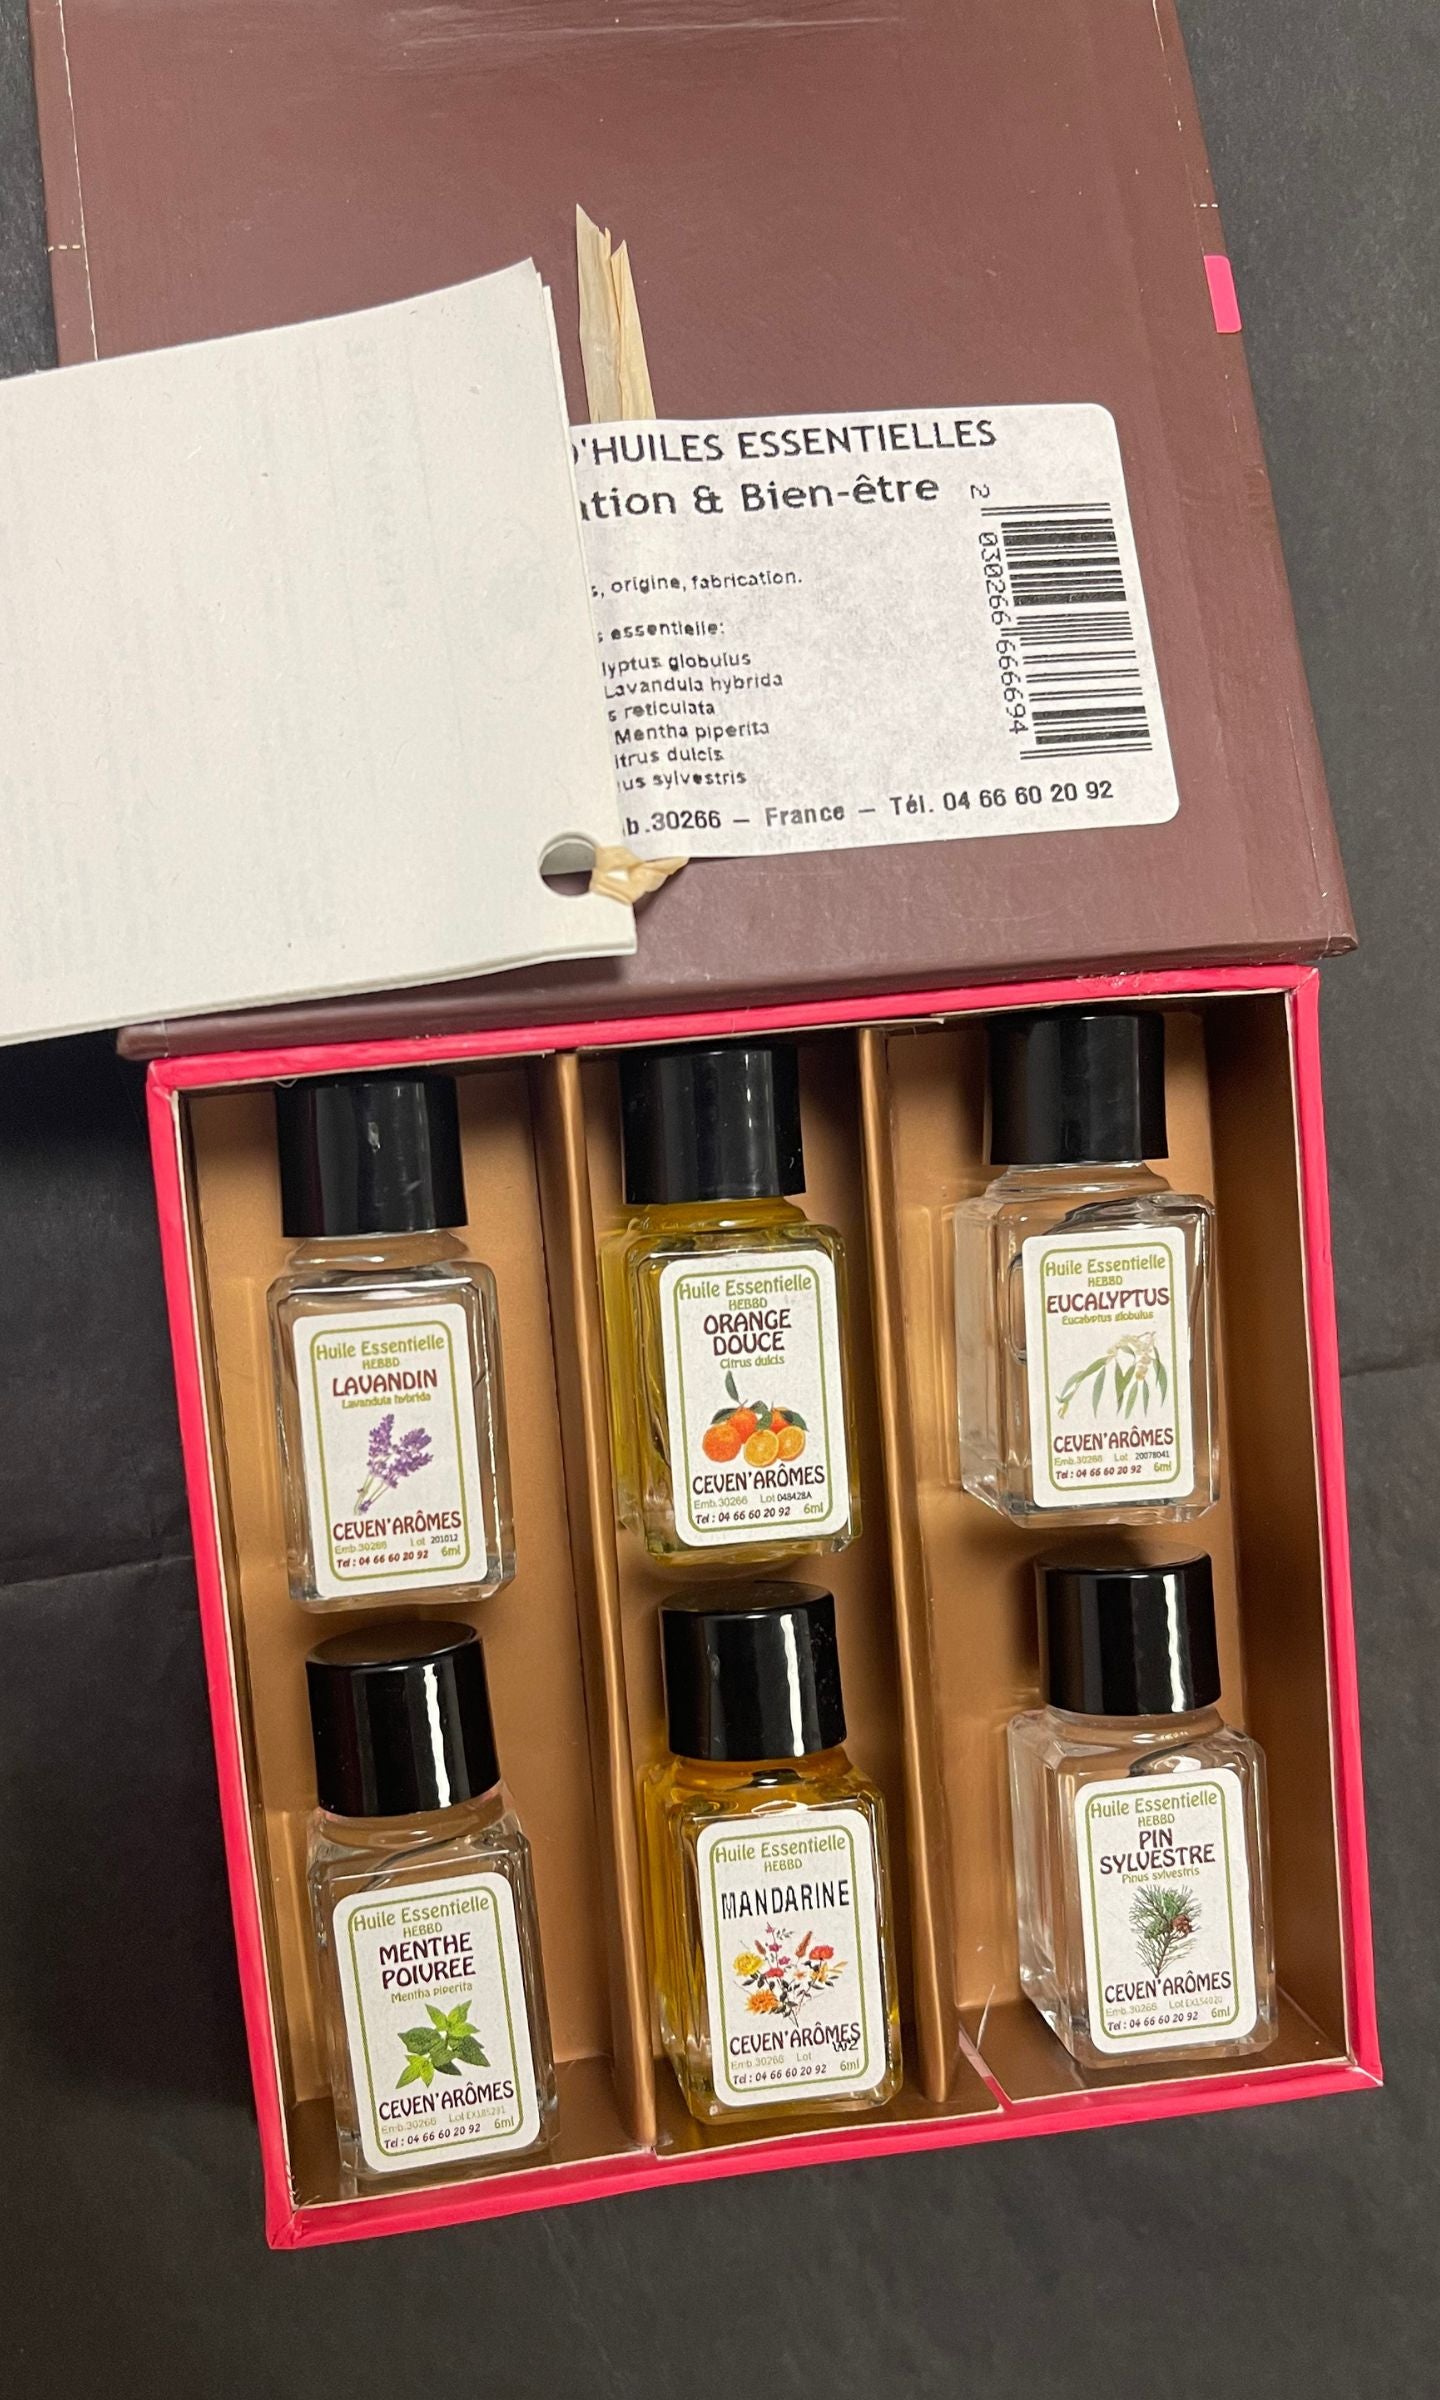 D'HUILES ESSENTIELLES
ation & Bien-être
s, origine, fabrication.
s essentielle:
lyptus globulus
Lavandula hybrida
s reticulata
Mentha piperita
itrus dulcis
us sylvestris
b.30266 — France — Tél. 04 66 60 20 92
2 030266 666694
Huile Essentielle
HEBBD
LAVANDIN
Lavandula hybrida
CEVEN'ARÔMES
Emb.30266 Lot 201012
Tel : 04 66 60 20 92 6ml
Huile Essentielle
HEBBD
ORANGE
DOUCE
Citrus dulcis
CEVEN'ARÔMES
Emb.30266 Lot 048428A
Tel : 04 66 60 20 92 6ml
Huile Essentielle
HEBBD
EUCALYPTUS
Eucalyptus globulus
CEVEN'ARÔMES
Emb.30266 Lot 20078041
Tel : 04 66 60 20 92 6ml
Huile Essentielle
HEBBD
MENTHE
POIVREE
Mentha piperita
CEVEN'ARÔMES
Emb.30266 Lot
Tel : 04 66 60 20 92 6ml
Huile Essentielle
HEBBD
MANDARINE
CEVEN'ARÔMES
Emb.30266 Lot
Tel : 04 66 60 20 92 6ml
Huile Essentielle
HEBBD
PIN
SYLVESTRE
Pinus sylvestris
CEVEN'ARÔMES
Emb.30266 Lot
Tel : 04 66 60 20 92 6ml